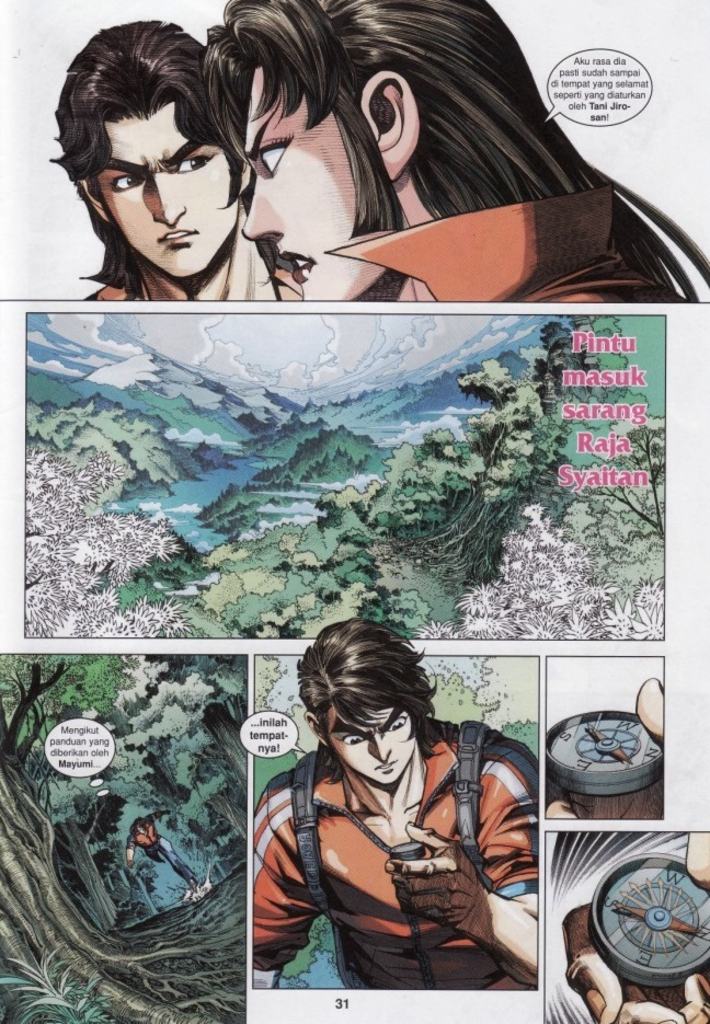 Aku rasa dia
pasti sudah sampai
di tempat yang selamat
seperti yang diaturkan
oleh Tani Jiro-
san!
Pintu
masuk
sarang
Raja
Syaitan
Mengikut
panduan yang
diberikan oleh
Mayumi...
...inilah
tempat-
nya!
S
E
N
W
31